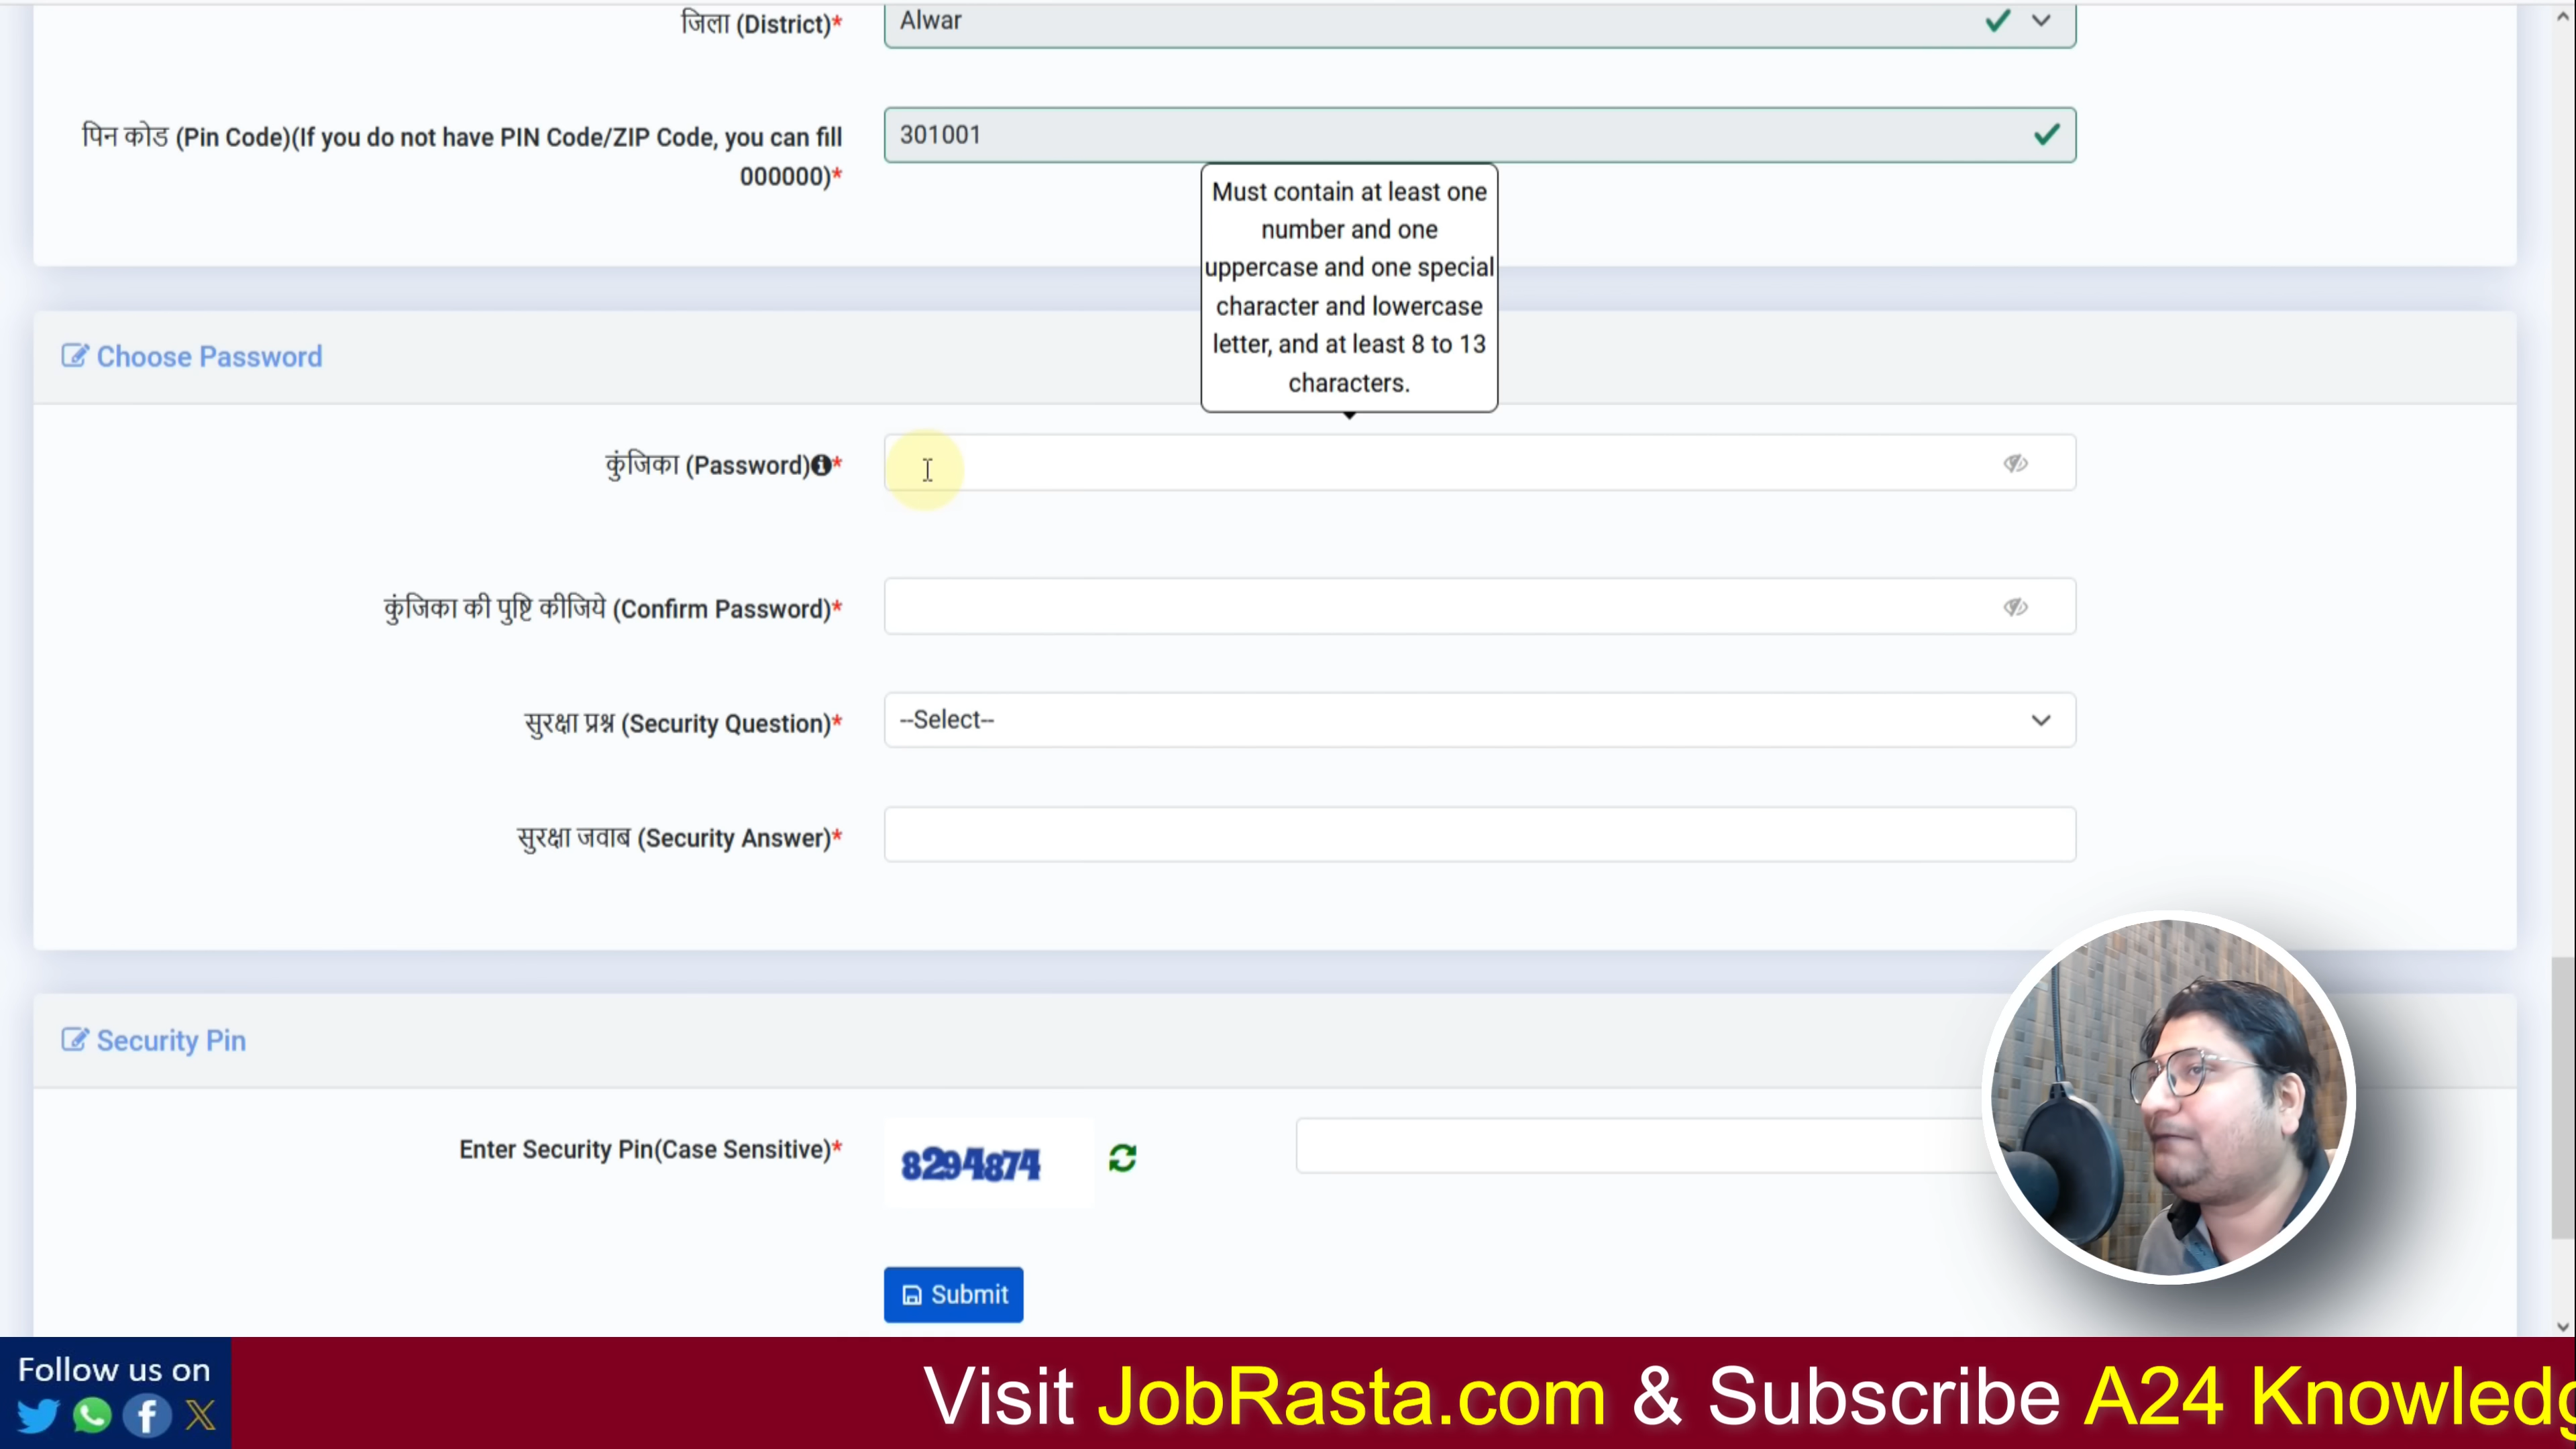 जिला (District)*
Alwar
पिन कोड (Pin Code)(If you do not have PIN Code/ZIP Code, you can fill
000000)*
301001
Must contain at least one
number and one
uppercase and one special
character and lowercase
letter, and at least 8 to 13
characters.
Choose Password
कुंजिका (Password)*
कुंजिका की पुष्टि कीजिये (Confirm Password)*
सुरक्षा प्रश्न (Security Question)*
--Select--
सुरक्षा जवाब (Security Answer)*
Security Pin
Enter Security Pin(Case Sensitive)*
8294874
Submit
Follow us on
Visit JobRasta.com & Subscribe A24 Knowledg